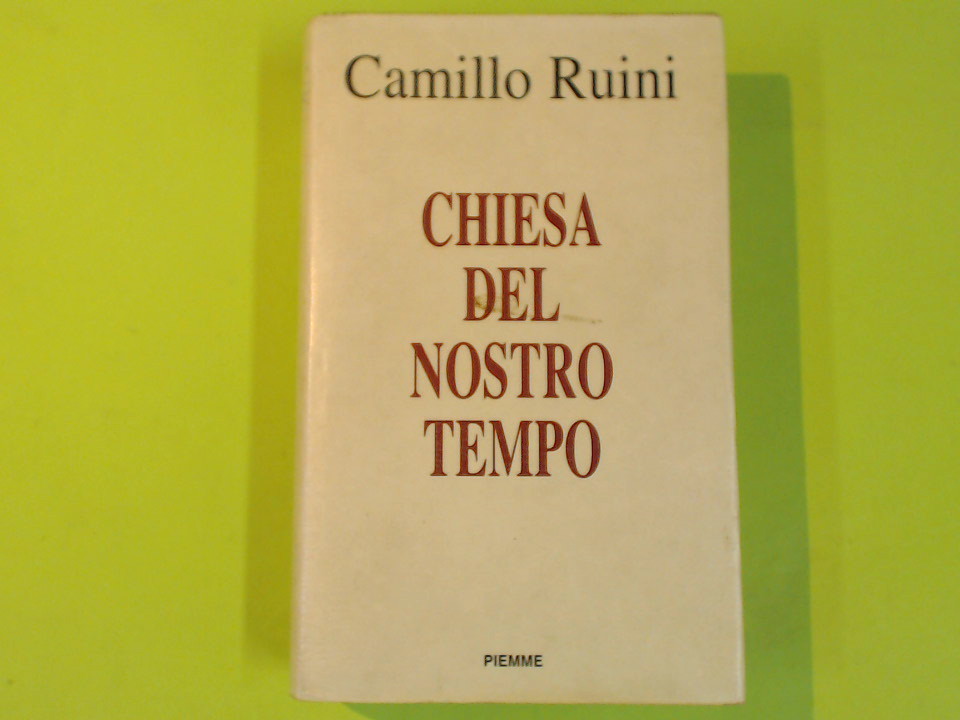 Camillo Ruini
CHIESA
DEL
NOSTRO
TEMPO
PIEMME